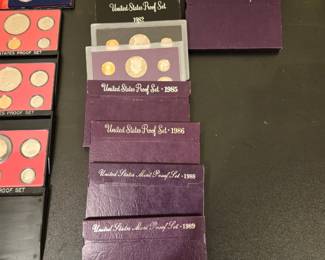 United States Proof Set
1982
STATES PROOF SET
United States Proof Set · 1985
PROOF SET
United States Proof Set · 1986
United States Mint Proof Set · 1988
PROOF SET
United States Mint Proof Set · 1989